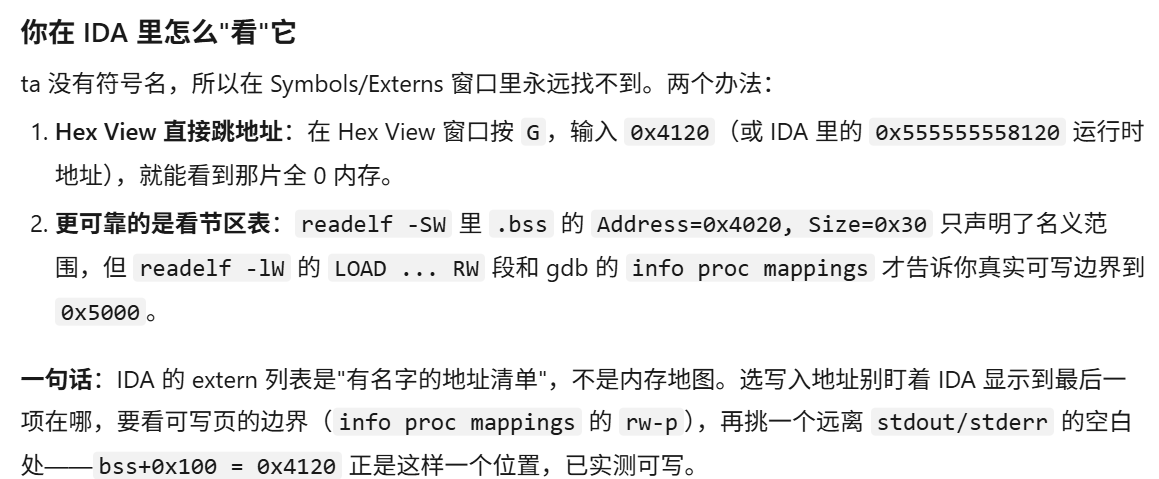 你在 IDA 里怎么"看"它
ta 没有符号名，所以在 Symbols/Externs 窗口里永远找不到。两个办法：
1. Hex View 直接跳地址：在 Hex View 窗口按 G，输入 0x4120（或 IDA 里的 0x555555558120 运行时
地址），就能看到那片全 0 内存。
2. 更可靠的是看节区表：readelf -SW 里 .bss 的 Address=0x4020, Size=0x30 只声明了名义范
围，但 readelf -lW 的 LOAD ... RW 段和 gdb 的 info proc mappings 才告诉你真实可写边界到
0x5000。
一句话：IDA 的 extern 列表是"有名字的地址清单"，不是内存地图。选写入地址别盯着 IDA 显示到最后一
项在哪，要看可写页的边界（info proc mappings 的 rw-p），再挑一个远离 stdout/stderr 的空白
处——bss+0x100 = 0x4120 正是这样一个位置，已实测可写。